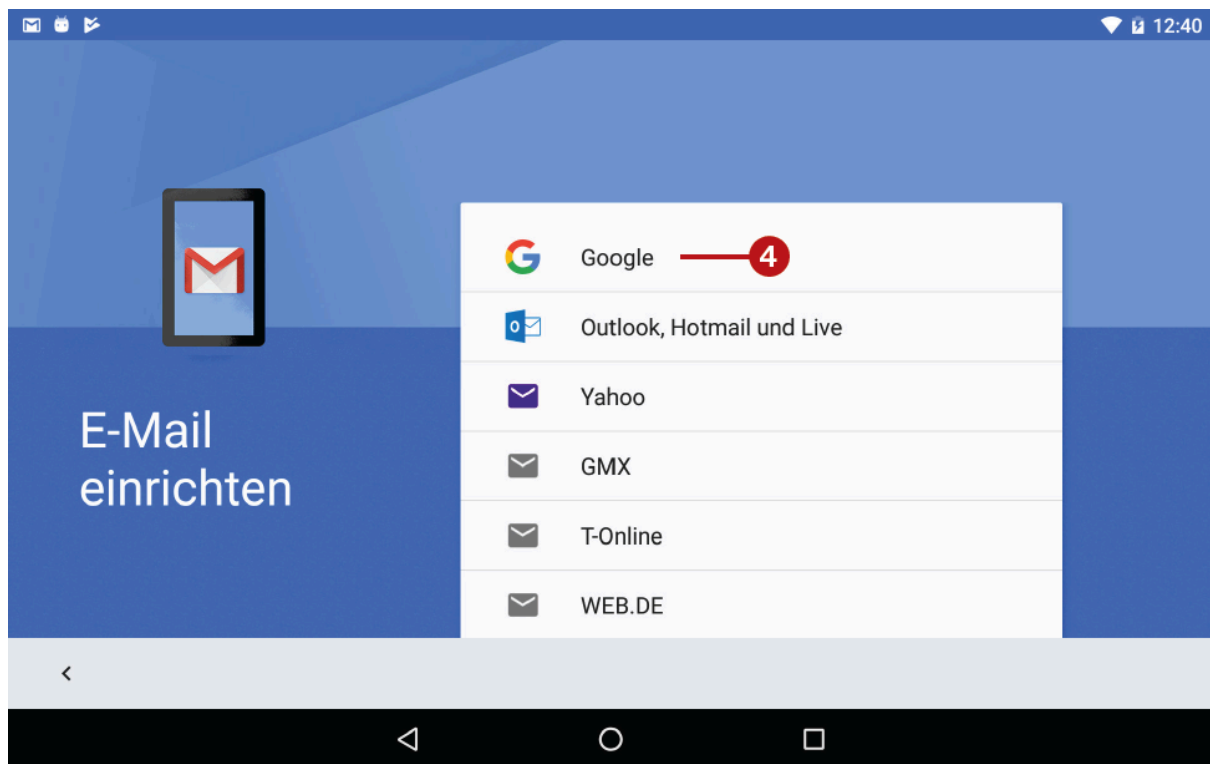 12:40
Google 4
Outlook, Hotmail und Live
Yahoo
E-Mail
einrichten
GMX
T-Online
WEB.DE